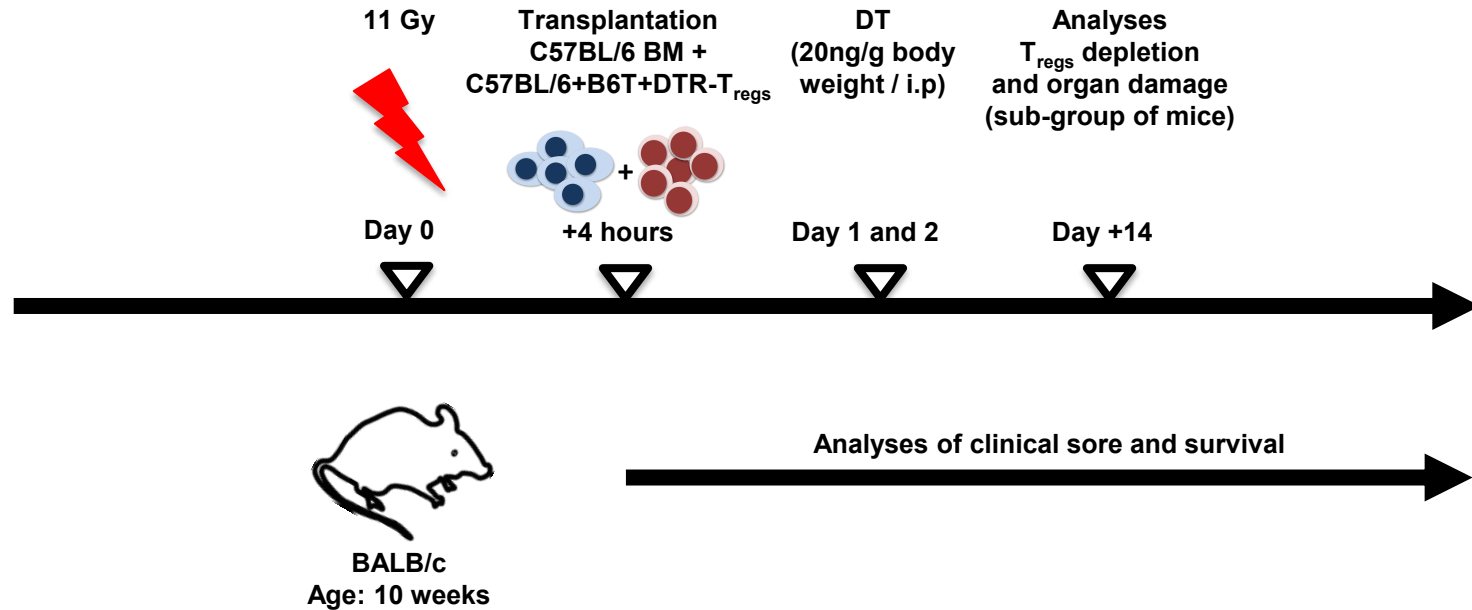 11 Gy
Transplantation
C57BL/6 BM +
C57BL/6+B6T+DTR-Tregs
DT
(20ng/g body
weight / i.p)
Analyses
Tregs depletion
and organ damage
(sub-group of mice)
+
Day 0
+4 hours
Day 1 and 2
Day +14
Analyses of clinical sore and survival
BALB/c
Age: 10 weeks